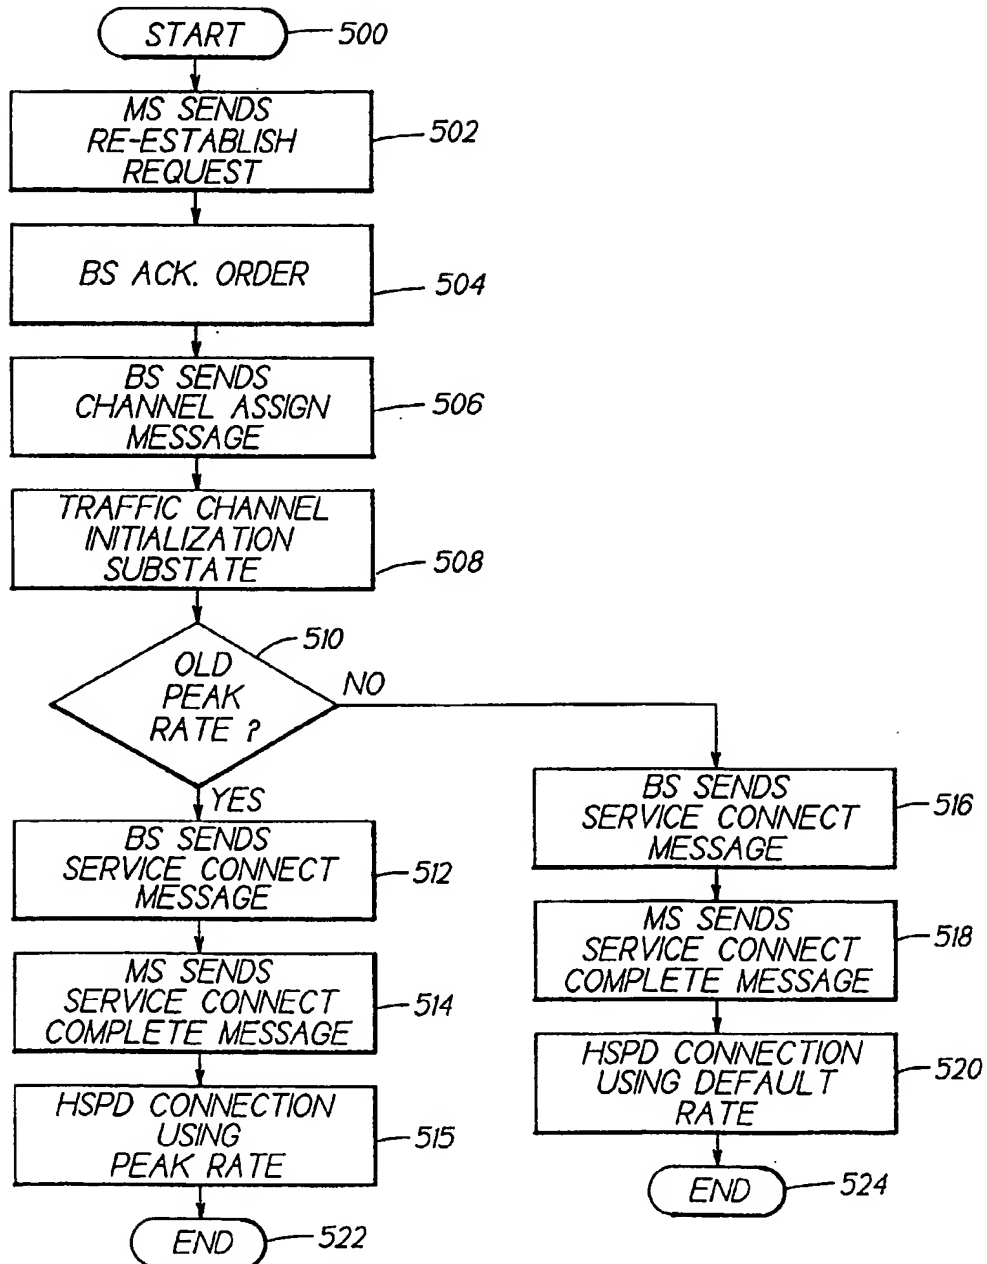 START
500
MS SENDS
RE-ESTABLISH
REQUEST
502
BS ACK. ORDER
504
BS SENDS
CHANNEL ASSIGN
MESSAGE
506
TRAFFIC CHANNEL
INITIALIZATION
SUBSTATE
508
510
OLD
PEAK
RATE ?
NO
YES
BS SENDS
SERVICE CONNECT
MESSAGE
512
MS SENDS
SERVICE CONNECT
COMPLETE MESSAGE
514
HSPD CONNECTION
USING
PEAK RATE
515
END
522
BS SENDS
SERVICE CONNECT
MESSAGE
516
MS SENDS
SERVICE CONNECT
COMPLETE MESSAGE
518
HSPD CONNECTION
USING DEFAULT
RATE
520
END
524